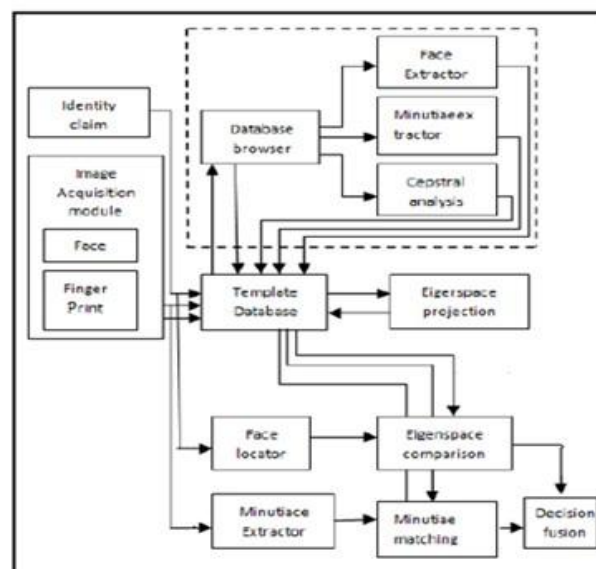 Identity
claim
Image
Acquisition
module
Face
Finger
Print
Database
browser
Face
Extractor
Minutiaeex
tractor
Cepstral
analysis
Template
Database
Eigerspace
projection
Face
locator
Eigenspace
comparison
Minutiace
Extractor
Minutiae
matching
Decision
fusion